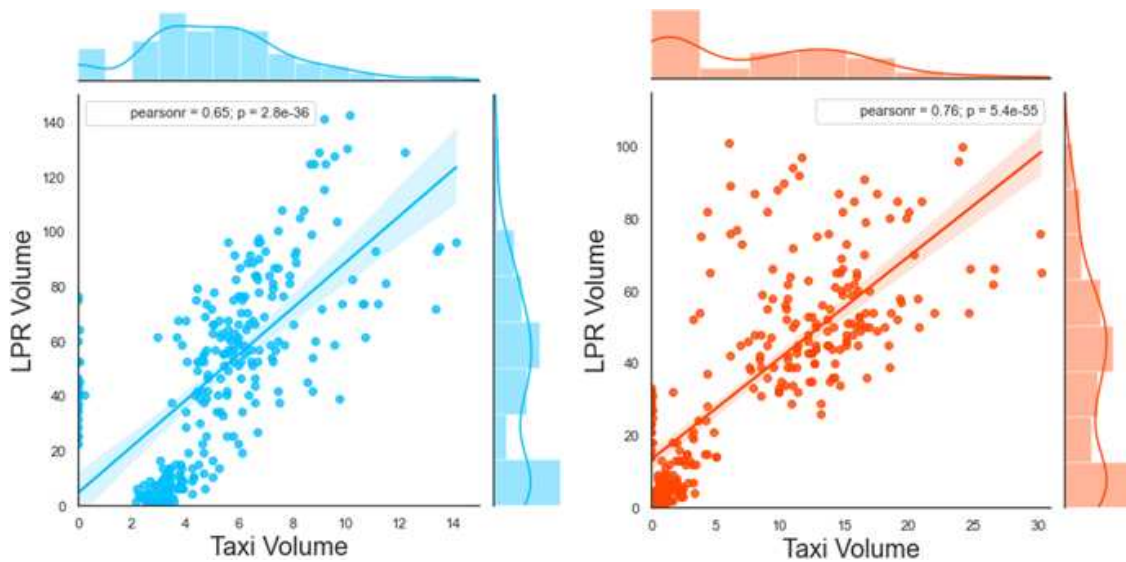 pearsonr = 0.65; p = 2.8e-36
140
120
100
80
60
40
20
0
LPR Volume
0 2 4 6 8 10 12 14
Taxi Volume
pearsonr = 0.76; p = 5.4e-55
100
80
60
40
20
0
LPR Volume
0 5 10 15 20 25 30
Taxi Volume